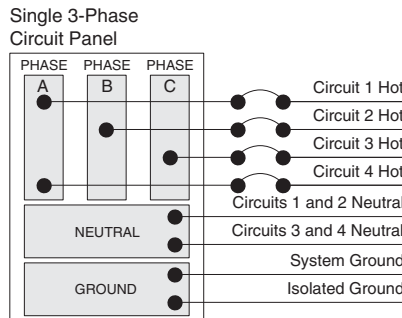 Single 3-Phase
Circuit Panel
PHASE PHASE PHASE
A B C
Circuit 1 Hot
Circuit 2 Hot
Circuit 3 Hot
Circuit 4 Hot
Circuits 1 and 2 Neutral
NEUTRAL
Circuits 3 and 4 Neutral
System Ground
GROUND
Isolated Ground